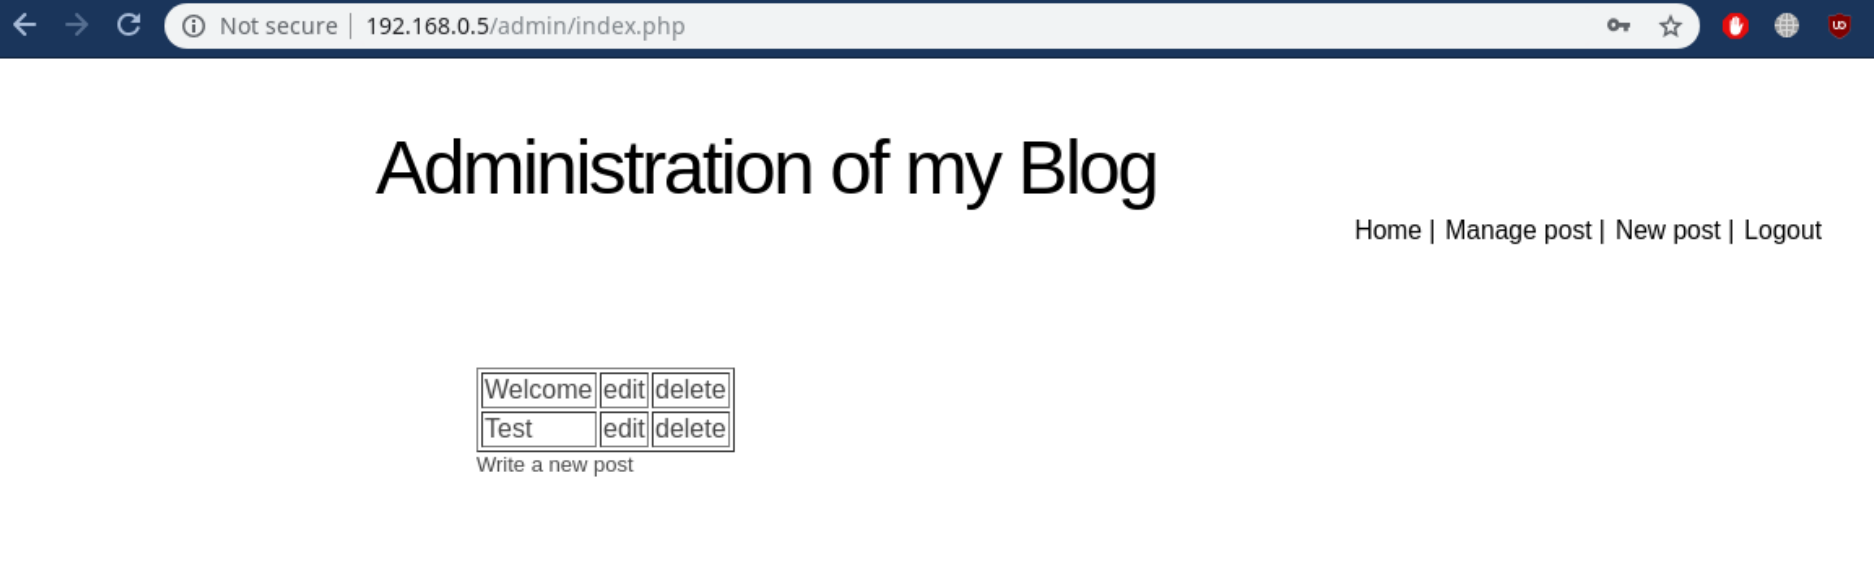 Not secure | 192.168.0.5/admin/index.php
Administration of my Blog
Home | Manage post | New post | Logout
Welcome edit delete
Test edit delete
Write a new post